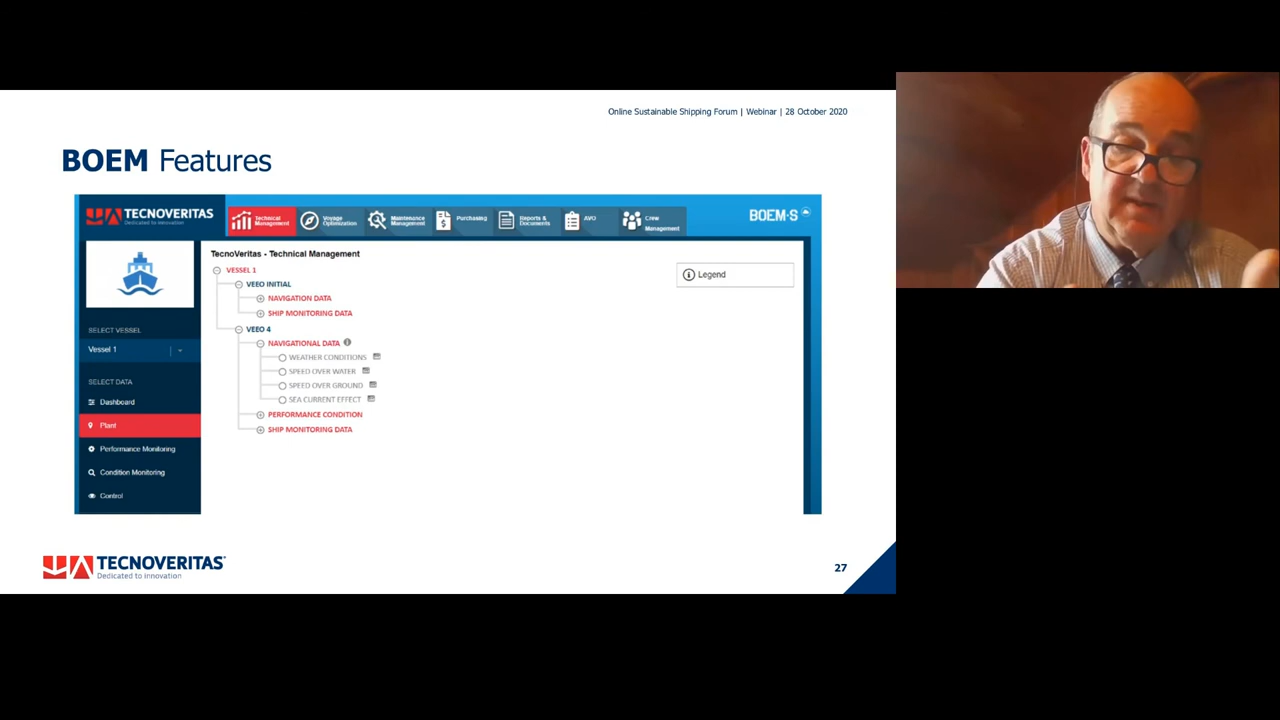 Online Sustainable Shipping Forum | Webinar | 28 October 2020
BOEM Features
TECNOVERITAS
Dedicated to Innovation
Technical Management
Voyage Optimization
Maintenance Management
Purchasing
Reports & Documents
AVO
Crew Management
BOEM-S
TecnoVeritas - Technical Management
Legend
VESSEL 1
VEEO INITIAL
NAVIGATION DATA
SHIP MONITORING DATA
VEEO 4
NAVIGATIONAL DATA
WEATHER CONDITIONS
SPEED OVER WATER
SPEED OVER GROUND
SEA CURRENT EFFECT
PERFORMANCE CONDITION
SHIP MONITORING DATA
SELECT VESSEL
Vessel 1
SELECT DATA
Dashboard
Plant
Performance Monitoring
Condition Monitoring
Control
TECNOVERITAS
Dedicated to Innovation
27